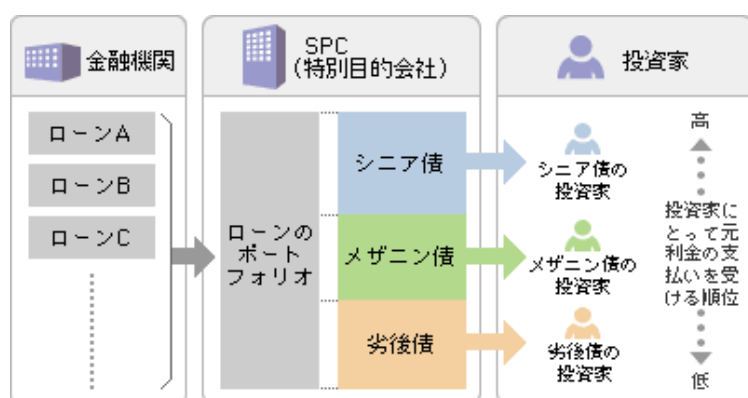 金融機関
SPC
（特別目的会社）
投資家
ローンA
ローンB
ローンC
ローンの
ポート
フォリオ
シニア債
メザニン債
劣後債
シニア債の
投資家
メザニン債の
投資家
劣後債の
投資家
高
投資家に
とって元
利金の支
払いを受
ける順位
低